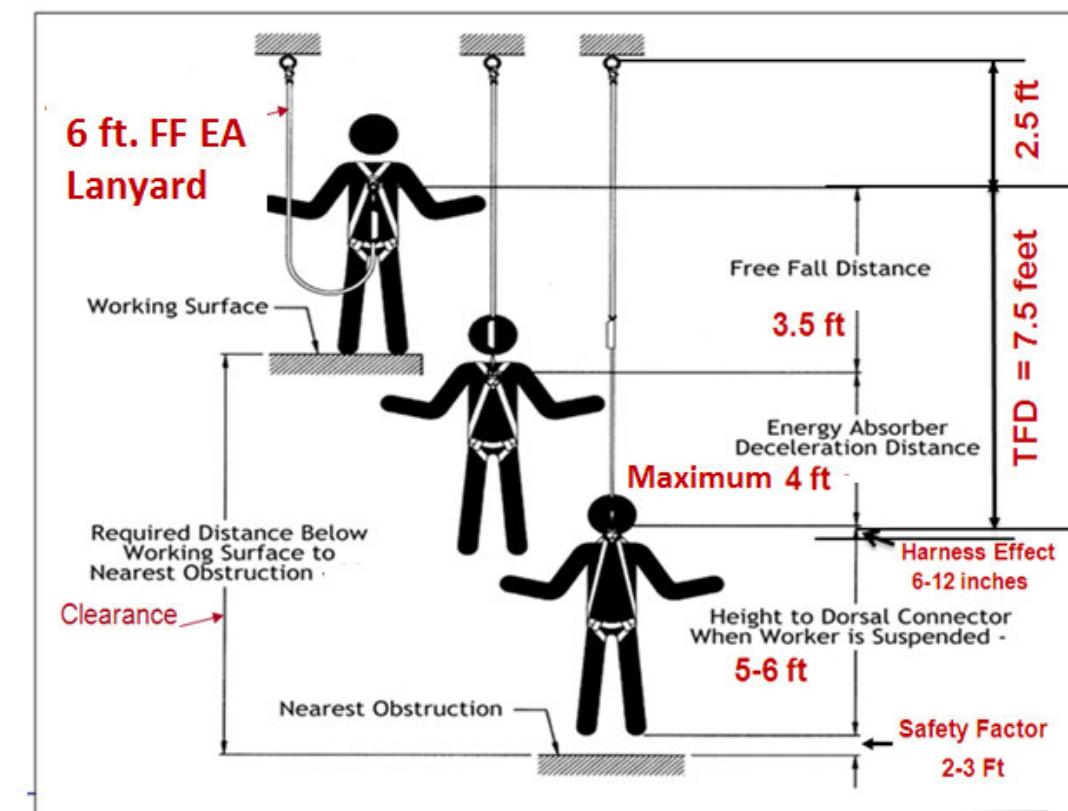 6 ft. FF EA
Lanyard
2.5 ft
Free Fall Distance
3.5 ft
TFD = 7.5 feet
Working Surface
Energy Absorber
Deceleration Distance
Maximum 4 ft
Required Distance Below
Working Surface to
Nearest Obstruction
Clearance
Harness Effect
6-12 inches
Height to Dorsal Connector
When Worker is Suspended -
5-6 ft
Nearest Obstruction
Safety Factor
2-3 Ft